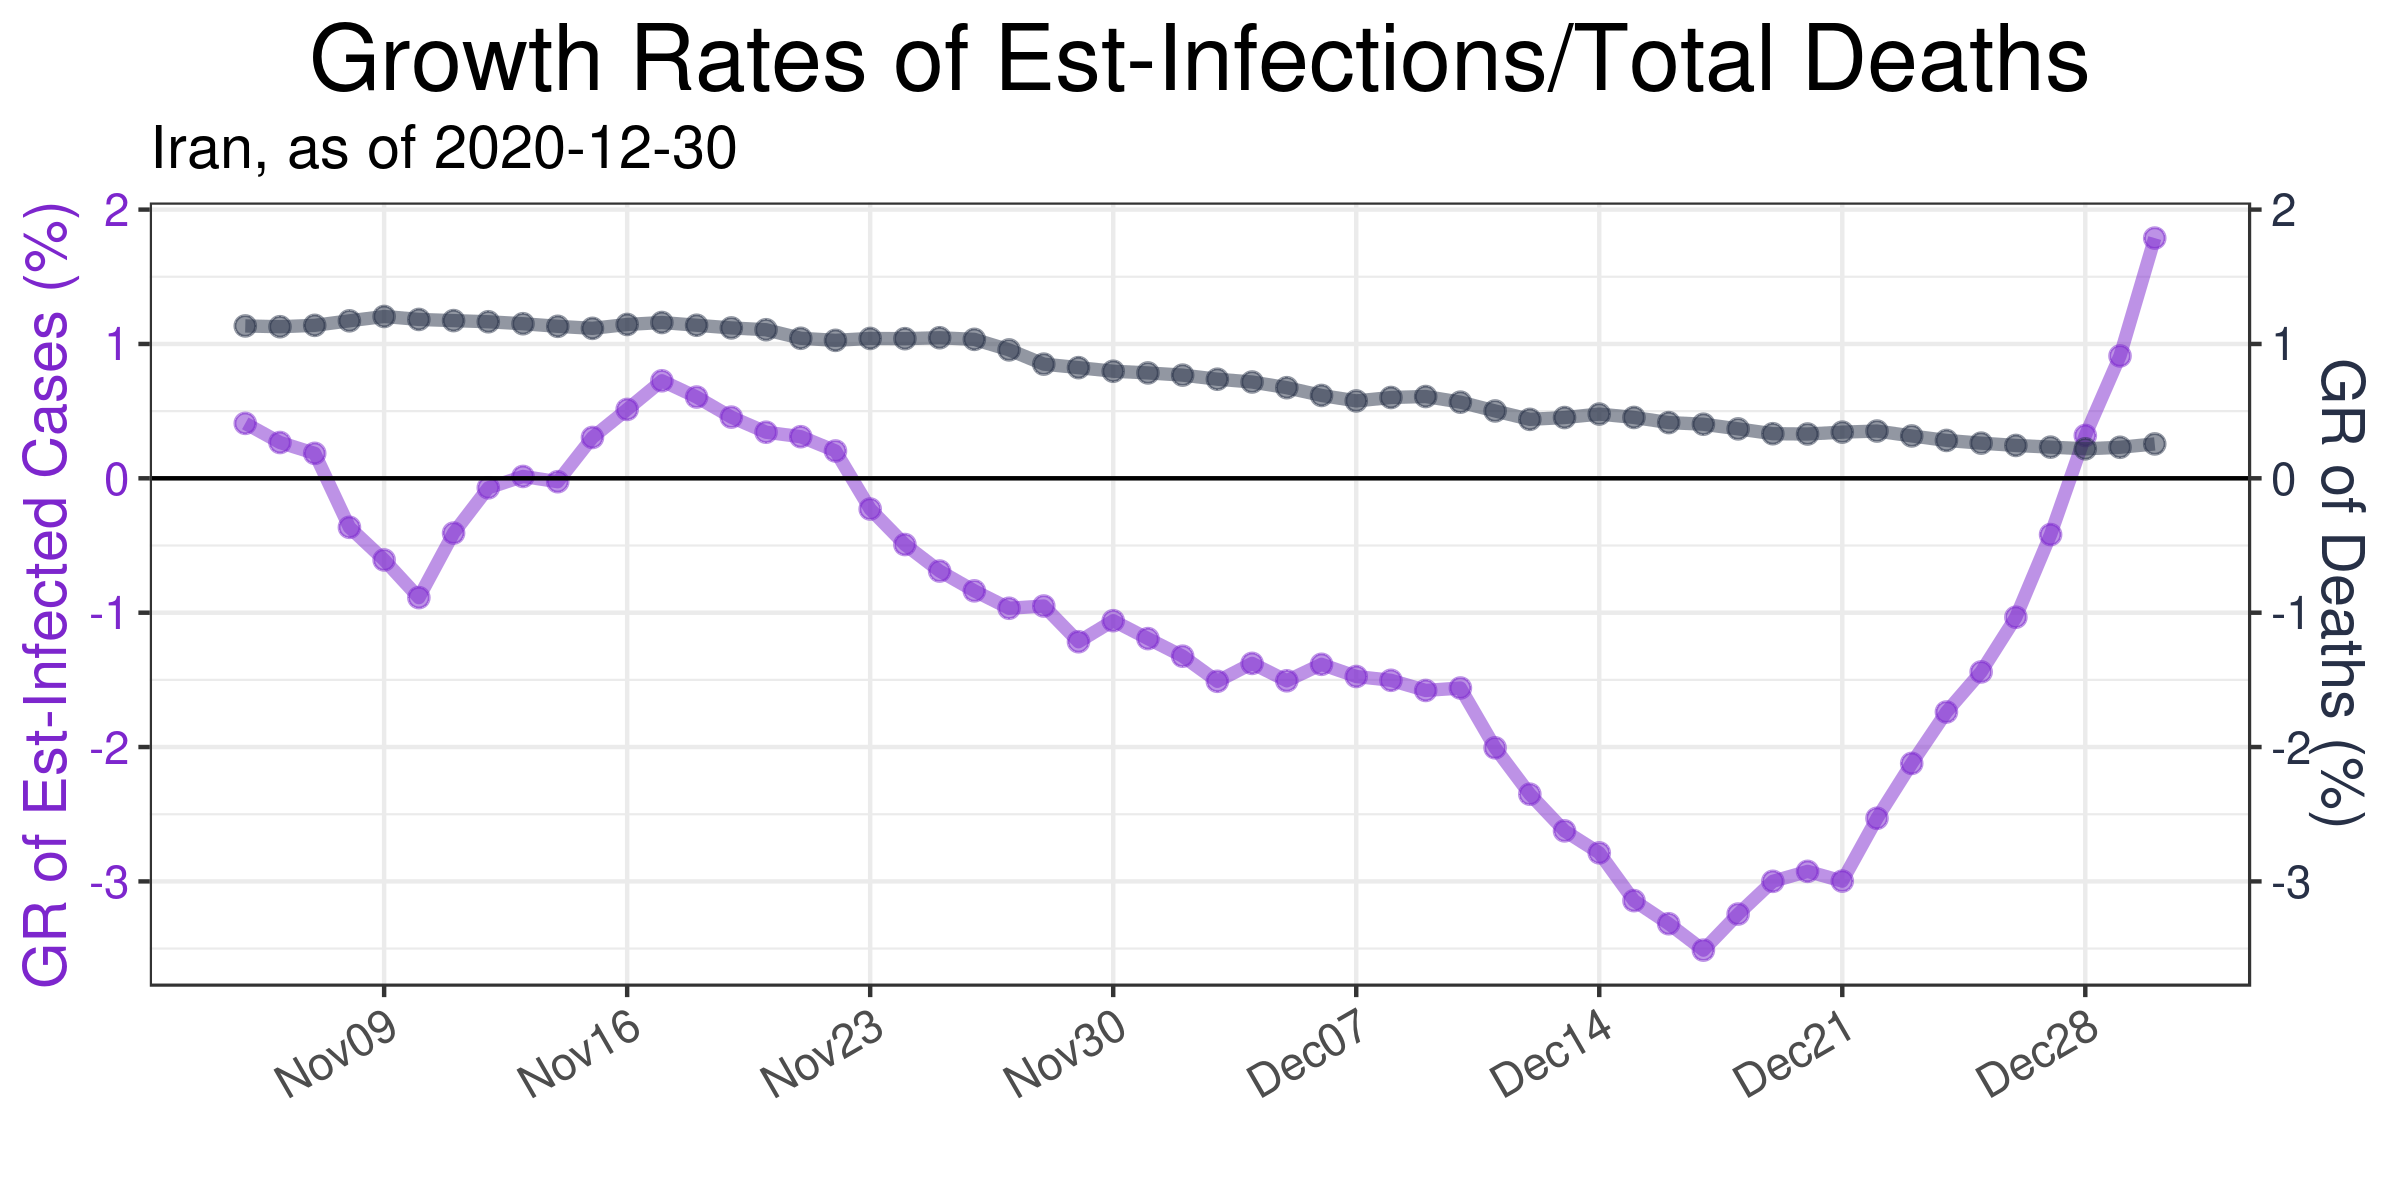 Growth Rates of Est-Infections/Total Deaths
Iran, as of 2020-12-30
GR of Est-Infected Cases (%)
2
1
0
-1
-2
-3
2
1
0
-1
-2
-3
GR of Deaths (%)
Nov09
Nov16
Nov23
Nov30
Dec07
Dec14
Dec21
Dec28